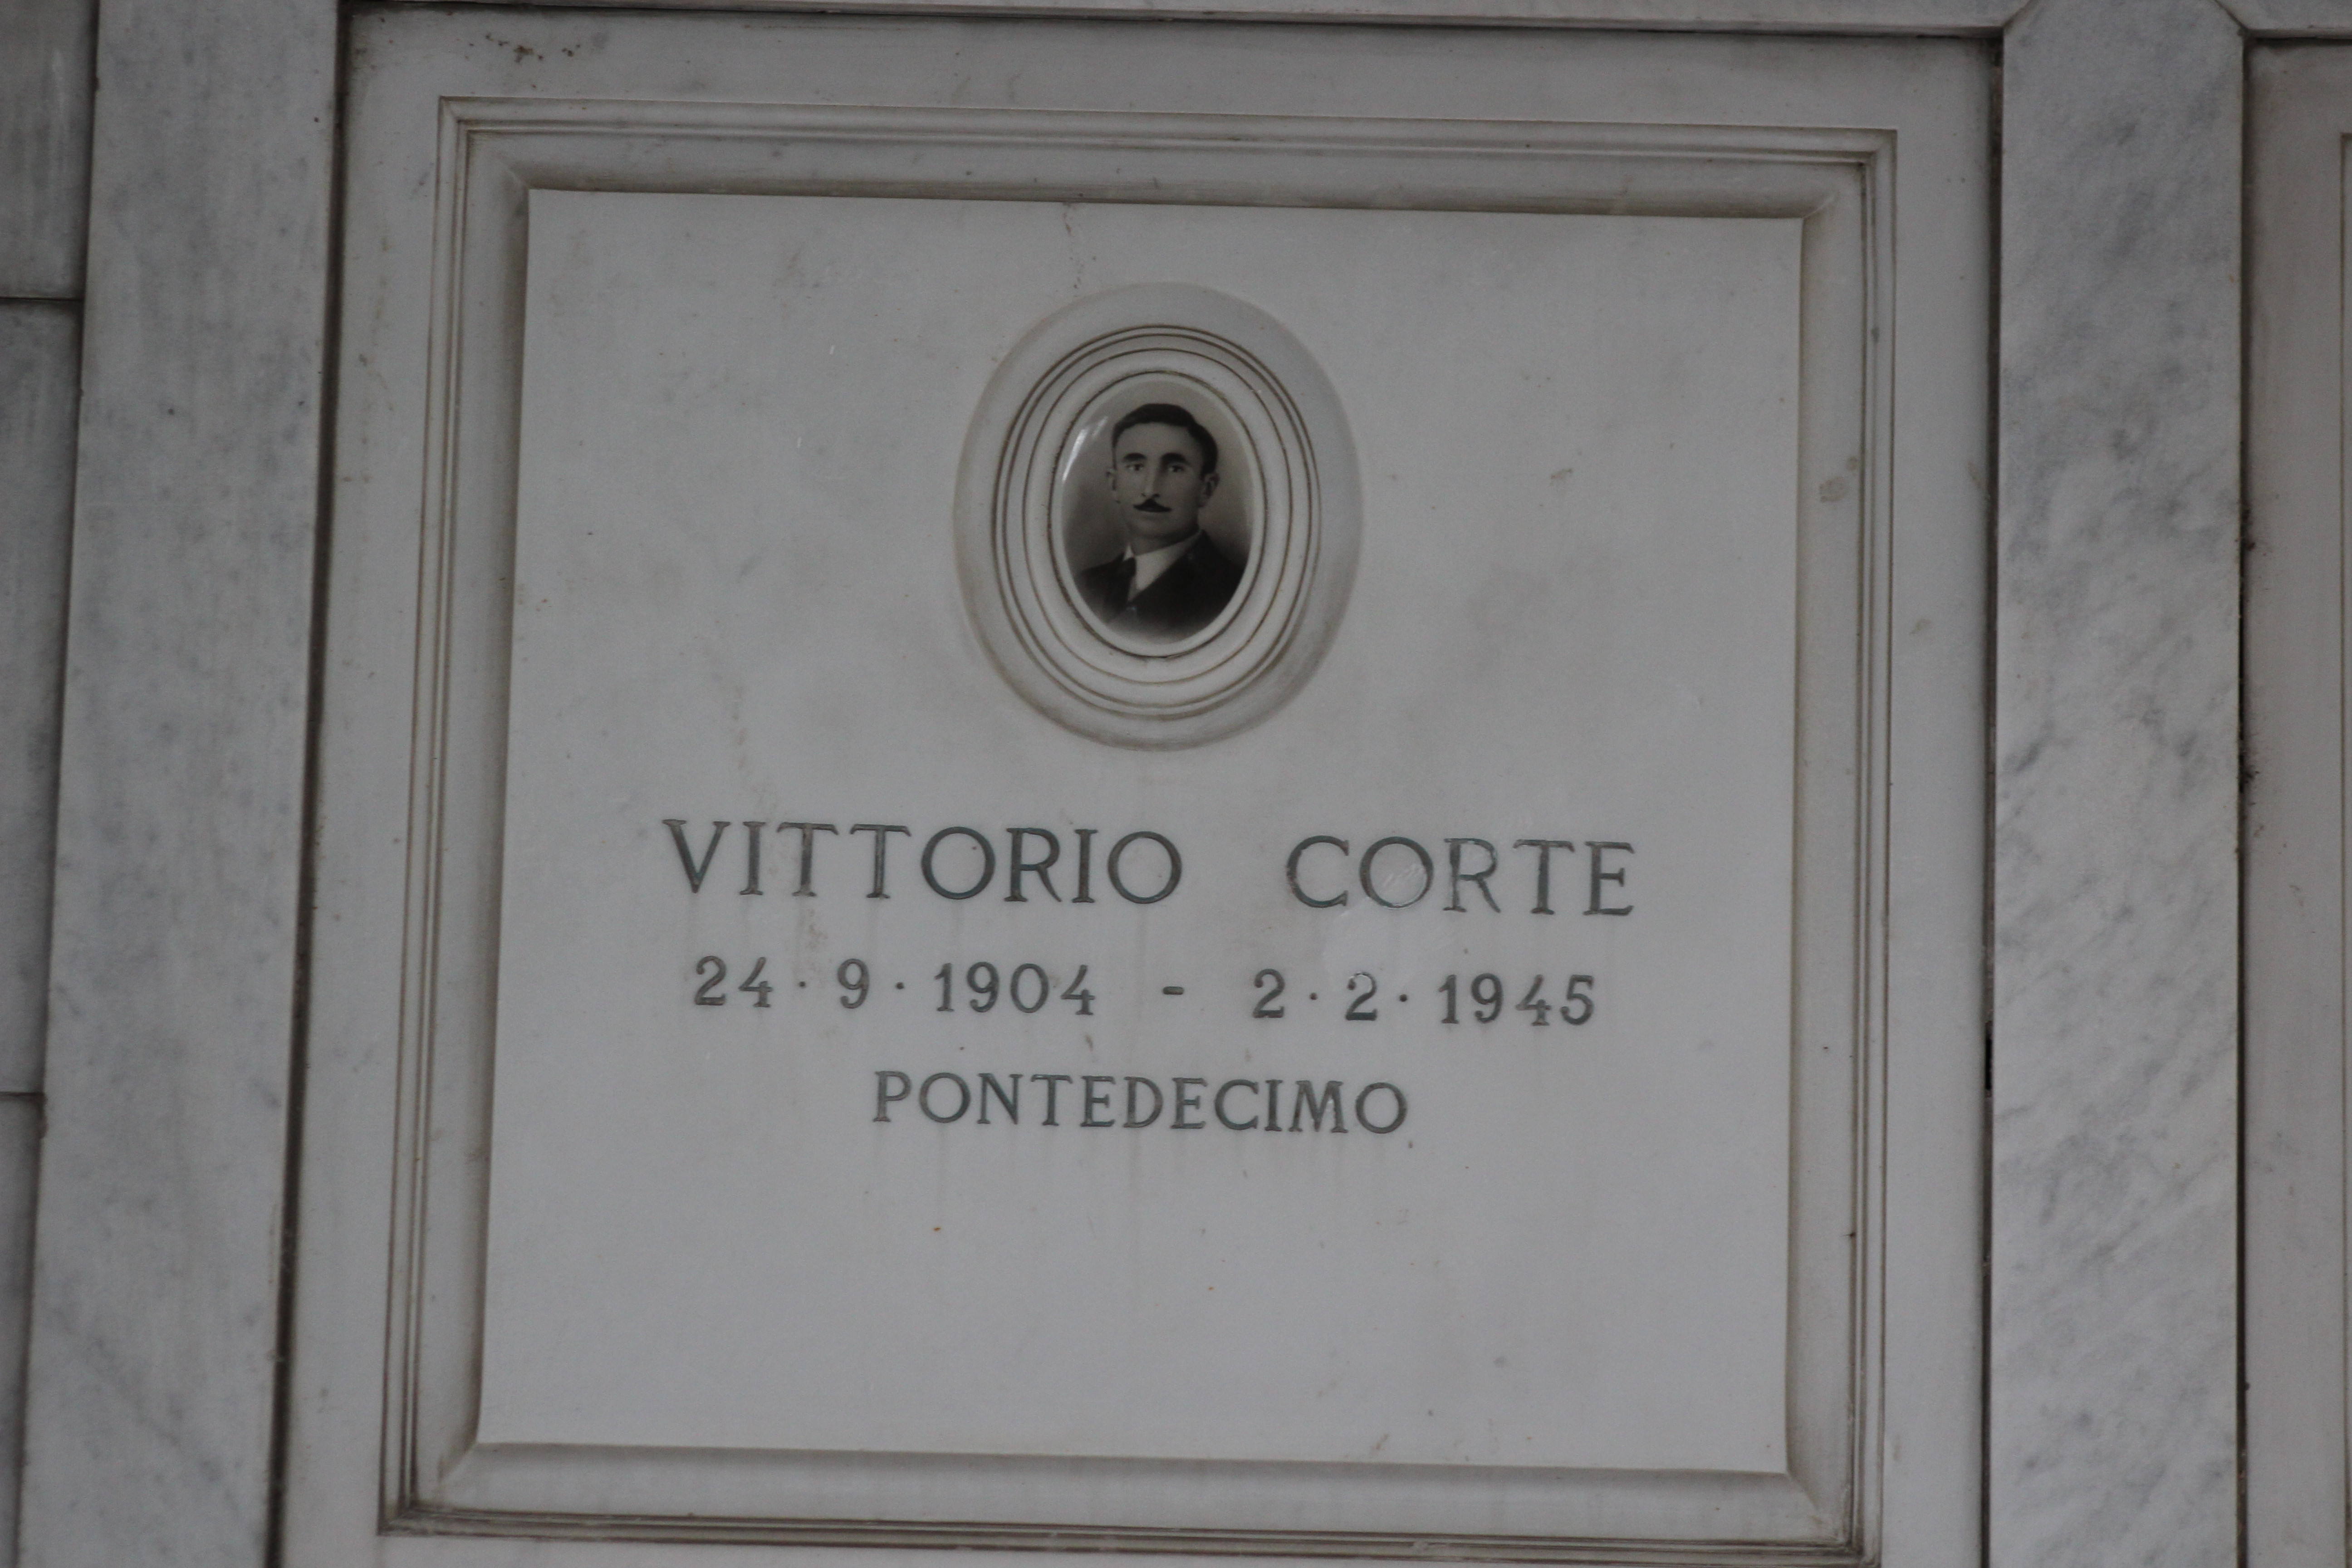 VITTORIO CORTE
24·9·1904 - 2·2·1945
PONTEDECIMO